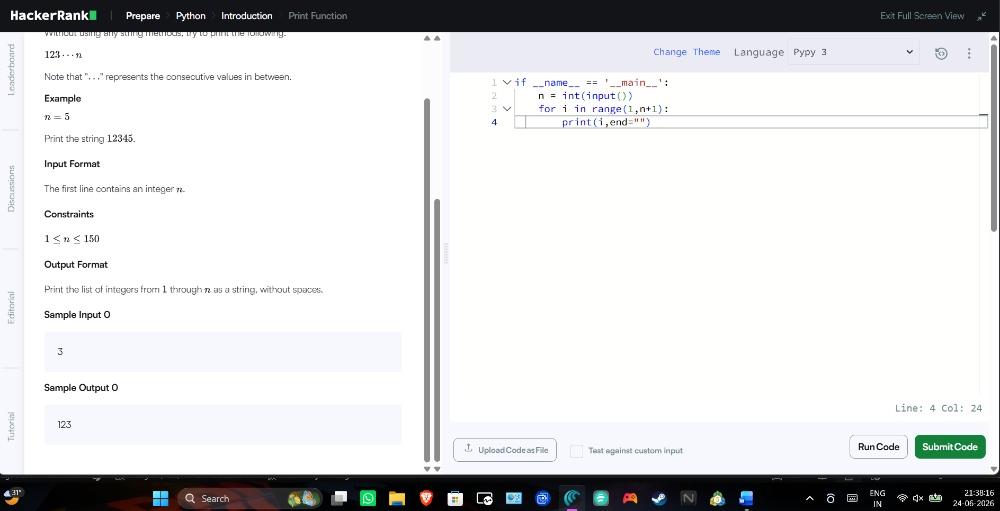 HackerRank
Prepare
Python
Introduction
Print Function
Exit Full Screen View
Leaderboard
Discussions
Editorial
Tutorial
Without using any string methods, try to print the following:
123⋯n
Note that "..." represents the consecutive values in between.
Example
n = 5
Print the string 12345.
Input Format
The first line contains an integer n.
Constraints
1 ≤ n ≤ 150
Output Format
Print the list of integers from 1 through n as a string, without spaces.
Sample Input 0
3
Sample Output 0
123
Change Theme
Language
Pypy 3
1 if __name__ == '__main__':
2 n = int(input())
3 for i in range(1,n+1):
4 print(i,end="")
Line: 4 Col: 24
Upload Code as File
Test against custom input
Run Code
Submit Code
31°
Search
ENG
IN
21:38:16
24-06-2026